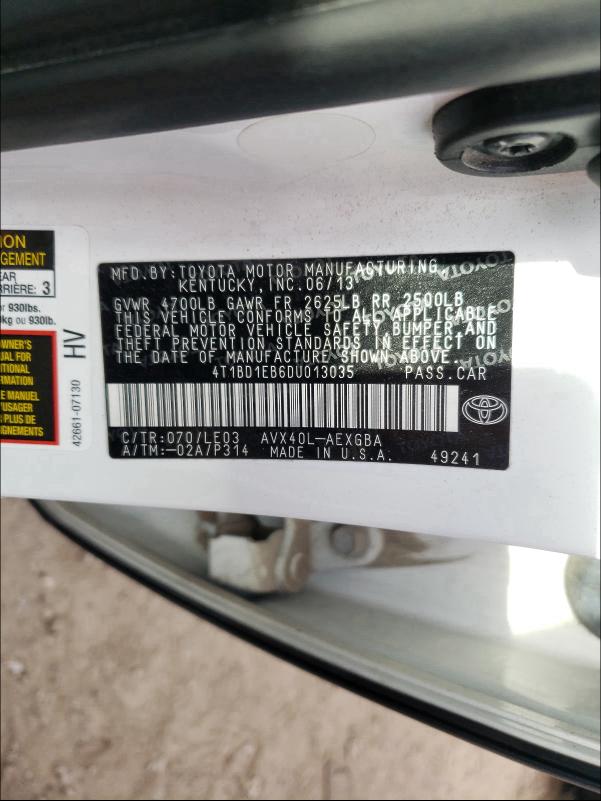 ION
GEMENT
EAR
BRIÈRE: 3
r 930lbs.
kg ou 930lb.
OWNER'S
UAL FOR
DITIONAL
RMATION
E MANUEL
'USAGER
PLUS DE
GNEMENTS
HV
42661-07130
MFD.BY:TOYOTA MOTOR MANUFACTURING
KENTUCKY,INC.06/13
GVWR 4700LB GAWR FR 2625LB RR 2500LB
THIS VEHICLE CONFORMS TO ALL APPLICABLE
FEDERAL MOTOR VEHICLE SAFETY BUMPER,AND
THEFT PREVENTION STANDARDS IN EFFECT ON
THE DATE OF MANUFACTURE SHOWN ABOVE.
4T1BD1EB6DU013035 PASS.CAR
C/TR:070/LE03 AVX40L-AEXGBA
A/TM:-02A/P314 MADE IN U.S.A. 49241